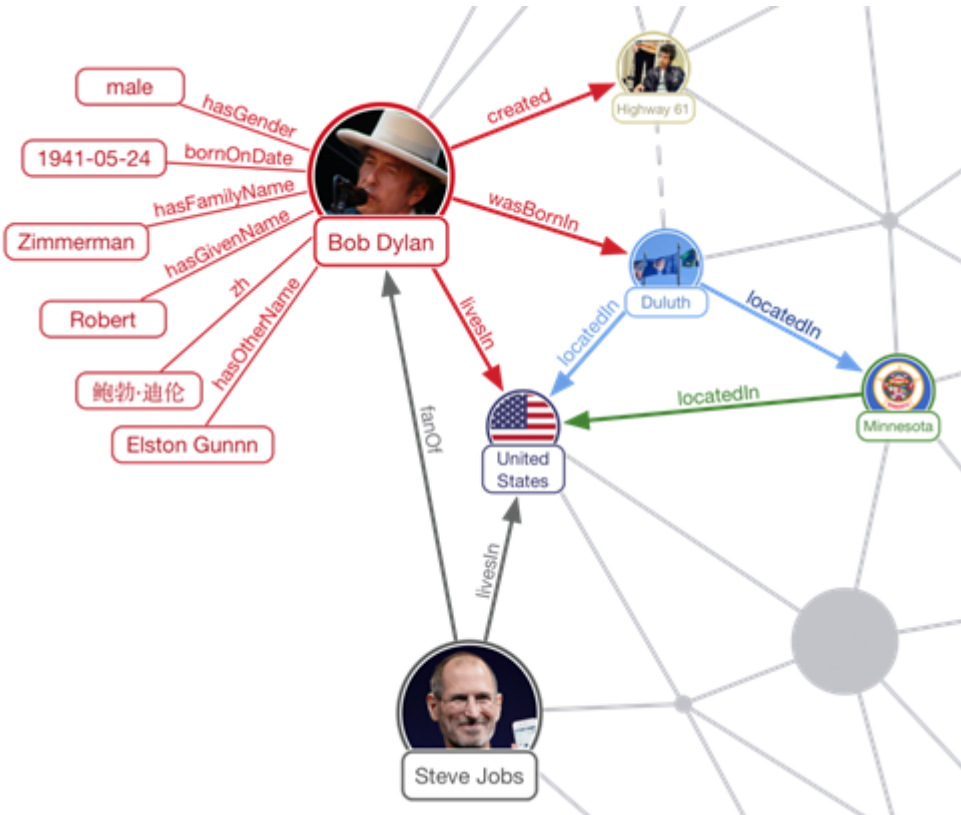 male
hasGender
1941-05-24
bornOnDate
hasFamilyName
Zimmerman
hasGivenName
Robert
zh
鲍勃·迪伦
hasOtherName
Elston Gunnn
Bob Dylan
created
Highway 61
wasBornIn
Duluth
livesIn
locatedIn
locatedIn
locatedIn
Minnesota
United
States
fanOf
livesIn
Steve Jobs